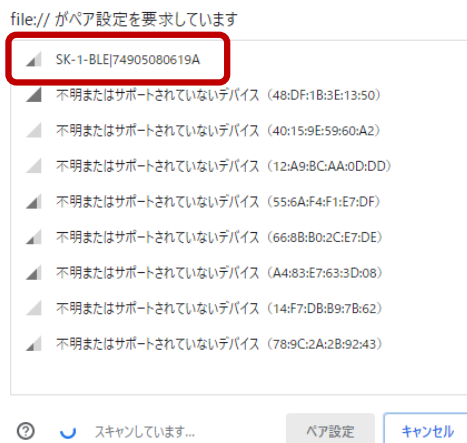 file:// がペア設定を要求しています
SK-1-BLE|74905080619A
不明またはサポートされていないデバイス（48:DF:1B:3E:13:50）
不明またはサポートされていないデバイス（40:15:9E:59:60:A2）
不明またはサポートされていないデバイス（12:A9:BC:AA:0D:DD）
不明またはサポートされていないデバイス（55:6A:F4:F1:E7:DF）
不明またはサポートされていないデバイス（66:8B:B0:2C:E7:DE）
不明またはサポートされていないデバイス（A4:83:E7:63:3D:08）
不明またはサポートされていないデバイス（14:F7:DB:B9:7B:62）
不明またはサポートされていないデバイス（78:9C:2A:2B:92:43）
? スキャンしています... ペア設定 キャンセル